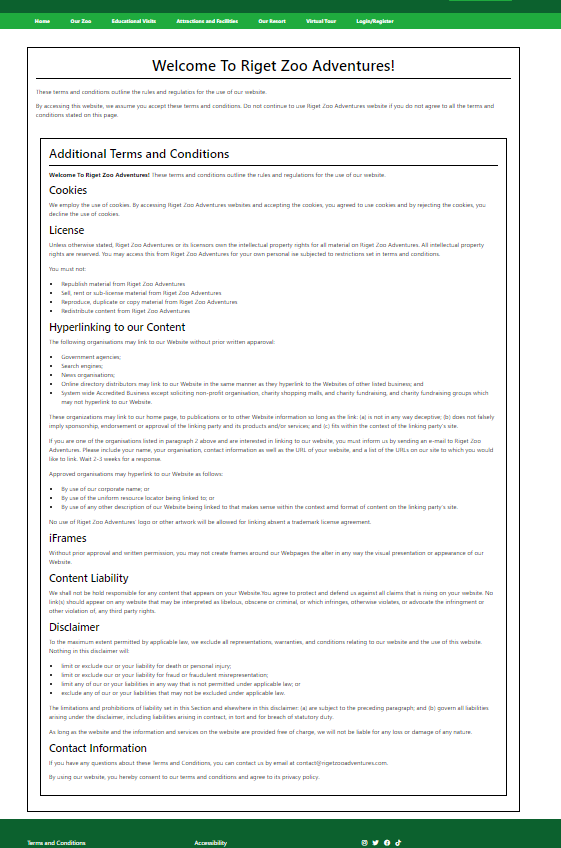 Home Our Zoo Educational Visits Attractions and Facilities Our Resort Virtual Tour Login/Register
Welcome To Riget Zoo Adventures!
These terms and conditions outline the rules and regulatios for the use of our website.
By accessing this website, we assume you accept these terms and conditions. Do not continue to use Riget Zoo Adventures website if you do not agree to all the terms and
conditions stated on this page.
Additional Terms and Conditions
Welcome To Riget Zoo Adventures! These terms and conditions outline the rules and regulations for the use of our website.
Cookies
We employ the use of cookies. By accessing Riget Zoo Adventures websites and accepting the cookies, you agreed to use cookies and by rejecting the cookies, you
decline the use of cookies.
License
Unless otherwise stated, Riget Zoo Adventures or its licensors own the intellectual property rights for all material on Riget Zoo Adventures. All intellectual property
rights are reserved. You may access this from Riget Zoo Adventures for your own personal ise subjected to restrictions set in terms and conditions.
You must not:
• Republish material from Riget Zoo Adventures
• Sell, rent or sub-license material from Riget Zoo Adventures
• Reproduce, duplicate or copy material from Riget Zoo Adventures
• Redistribute content from Riget Zoo Adventures
Hyperlinking to our Content
The following organisations may link to our Website without prior written apparoval:
• Government agencies;
• Search engines;
• News organisations;
• Online directory distributors may link to our Website in the same manner as they hyperlink to the Websites of other listed business; and
• System wide Accredited Business except soliciting non-profit organisation, charity shopping malls, and charity fundraising, and charity fundraising groups which
may not hyperlink to our Website.
These organizations may link to our home page, to publications or to other Website information so long as the link: (a) is not in any way deceptive; (b) does not falsely
imply sponsorship, endorsement or approval of the linking party and its products and/or services; and (c) fits within the context of the linking party's site.
If you are one of the organisations listed in paragraph 2 above and are interested in linking to our website, you must inform us by sending an e-mail to Riget Zoo
Adventures. Please include your name, your organisation, contact information as well as the URL of your website, and a list of the URLs on our site to which you would
like to link. Wait 2-3 weeks for a response.
Approved organisations may hyperlink to our Website as follows:
• By use of our corporate name; or
• By use of the uniform resource locator being linked to; or
• By use of any other description of our Website being linked to that makes sense within the context amd format of content on the linking party's site.
No use of Riget Zoo Adventures' logo or other artwork will be allowed for linking absent a trademark license agreement.
iFrames
Without prior approval and written permission, you may not create frames around our Webpages the alter in any way the visual presentation or appearance of our
Website.
Content Liability
We shall not be hold responsible for any content that appears on your Website.You agree to protect and defend us against all claims that is rising on your website. No
link(s) should appear on any website that may be interpreted as libelous, obscene or criminal, or which infringes, otherwise violates, or advocate the infringment or
other violation of, any third party rights.
Disclaimer
To the maximum extent permitted by applicable law, we exclude all representations, warranties, and conditions relating to our website and the use of this website.
Nothing in this disclaimer will:
• limit or exclude our or your liability for death or personal injury;
• limit or exclude our or your liability for fraud or fraudulent misrepresentation;
• limit any of our or your liabilities in any way that is not permitted under applicable law; or
• exclude any of our or your liabilities that may not be excluded under applicable law.
The limitations and prohibitions of liability set in this Section and elsewhere in this disclaimer: (a) are subject to the preceding paragraph; and (b) govern all liabilities
arising under the disclaimer, including liabilities arising in contract, in tort and for breach of statutory duty.
As long as the website and the information and services on the website are provided free of charge, we will not be liable for any loss or damage of any nature.
Contact Information
If you have any questions about these Terms and Conditions, you can contact us by email at contact@rigetzooadventures.com.
By using our website, you hereby consent to our terms and conditions and agree to its privacy policy.
Terms and Conditions Accessibility